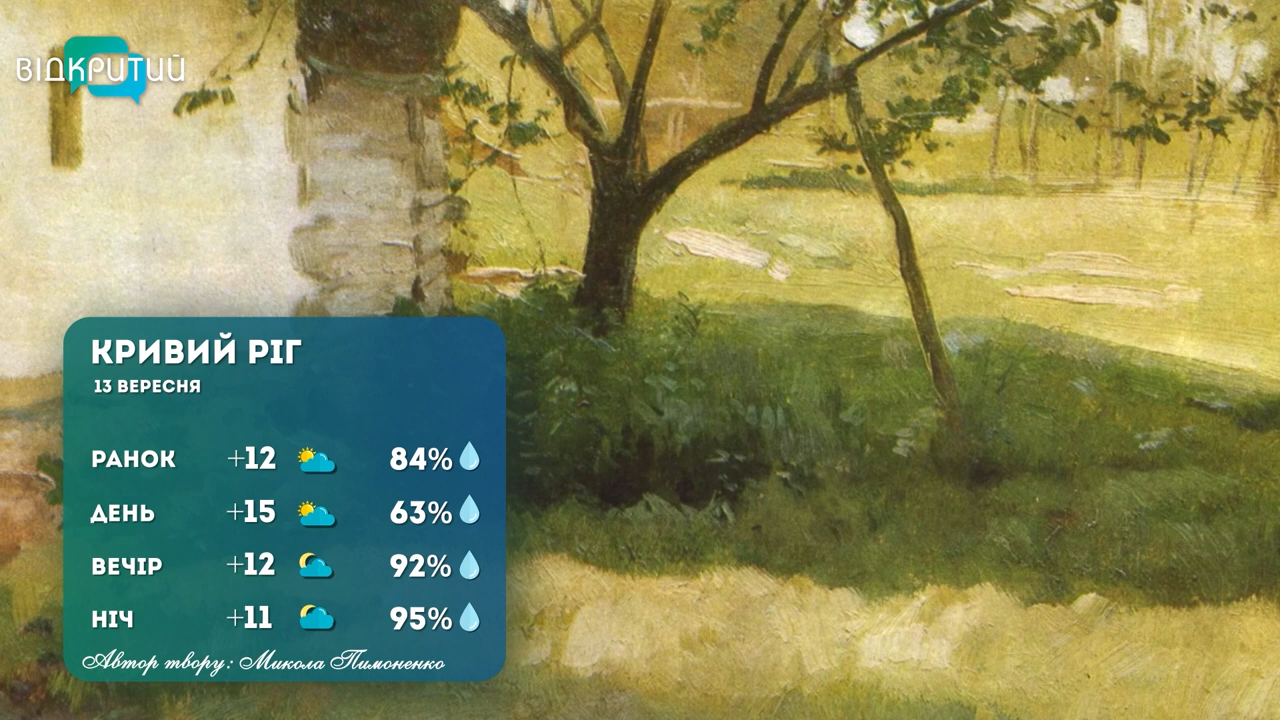 ВІДКРИТИЙ
КРИВИЙ РІГ
13 ВЕРЕСНЯ
РАНОК +12 84%
ДЕНЬ +15 63%
ВЕЧІР +12 92%
НІЧ +11 95%
Автор твору: Микола Пимоненко